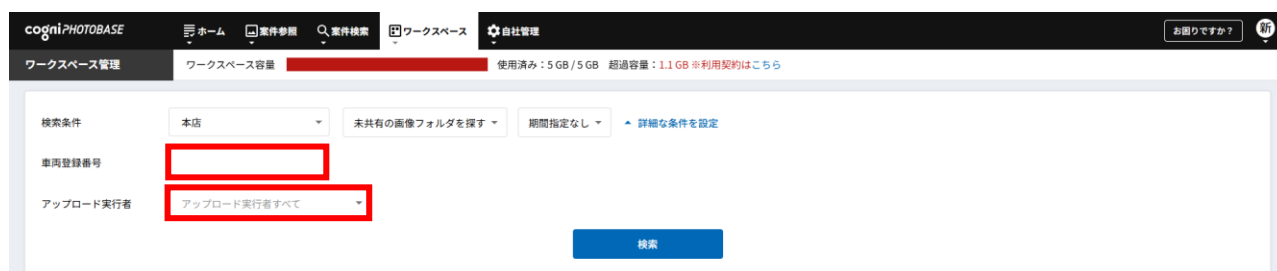 cogniPHOTOBASE ホーム 案件参照 案件検索 ワークスペース 自社管理 お困りですか? 新
ワークスペース管理 ワークスペース容量 使用済み:5 GB / 5 GB 超過容量:1.1 GB ※利用契約はこちら
検索条件 本店 未共有の画像フォルダを探す 期間指定なし 詳細な条件を設定
車両登録番号
アップロード実行者 アップロード実行者すべて
検索